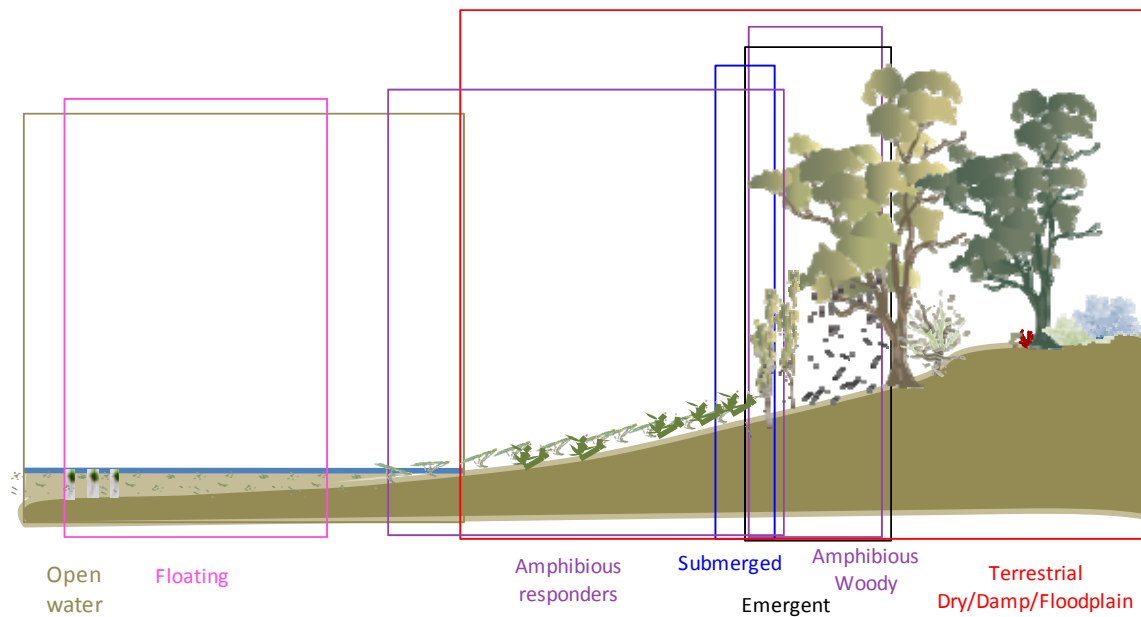 Open
water
Floating
Amphibious
responders
Submerged
Emergent
Amphibious
Woody
Terrestrial
Dry/Damp/Floodplain